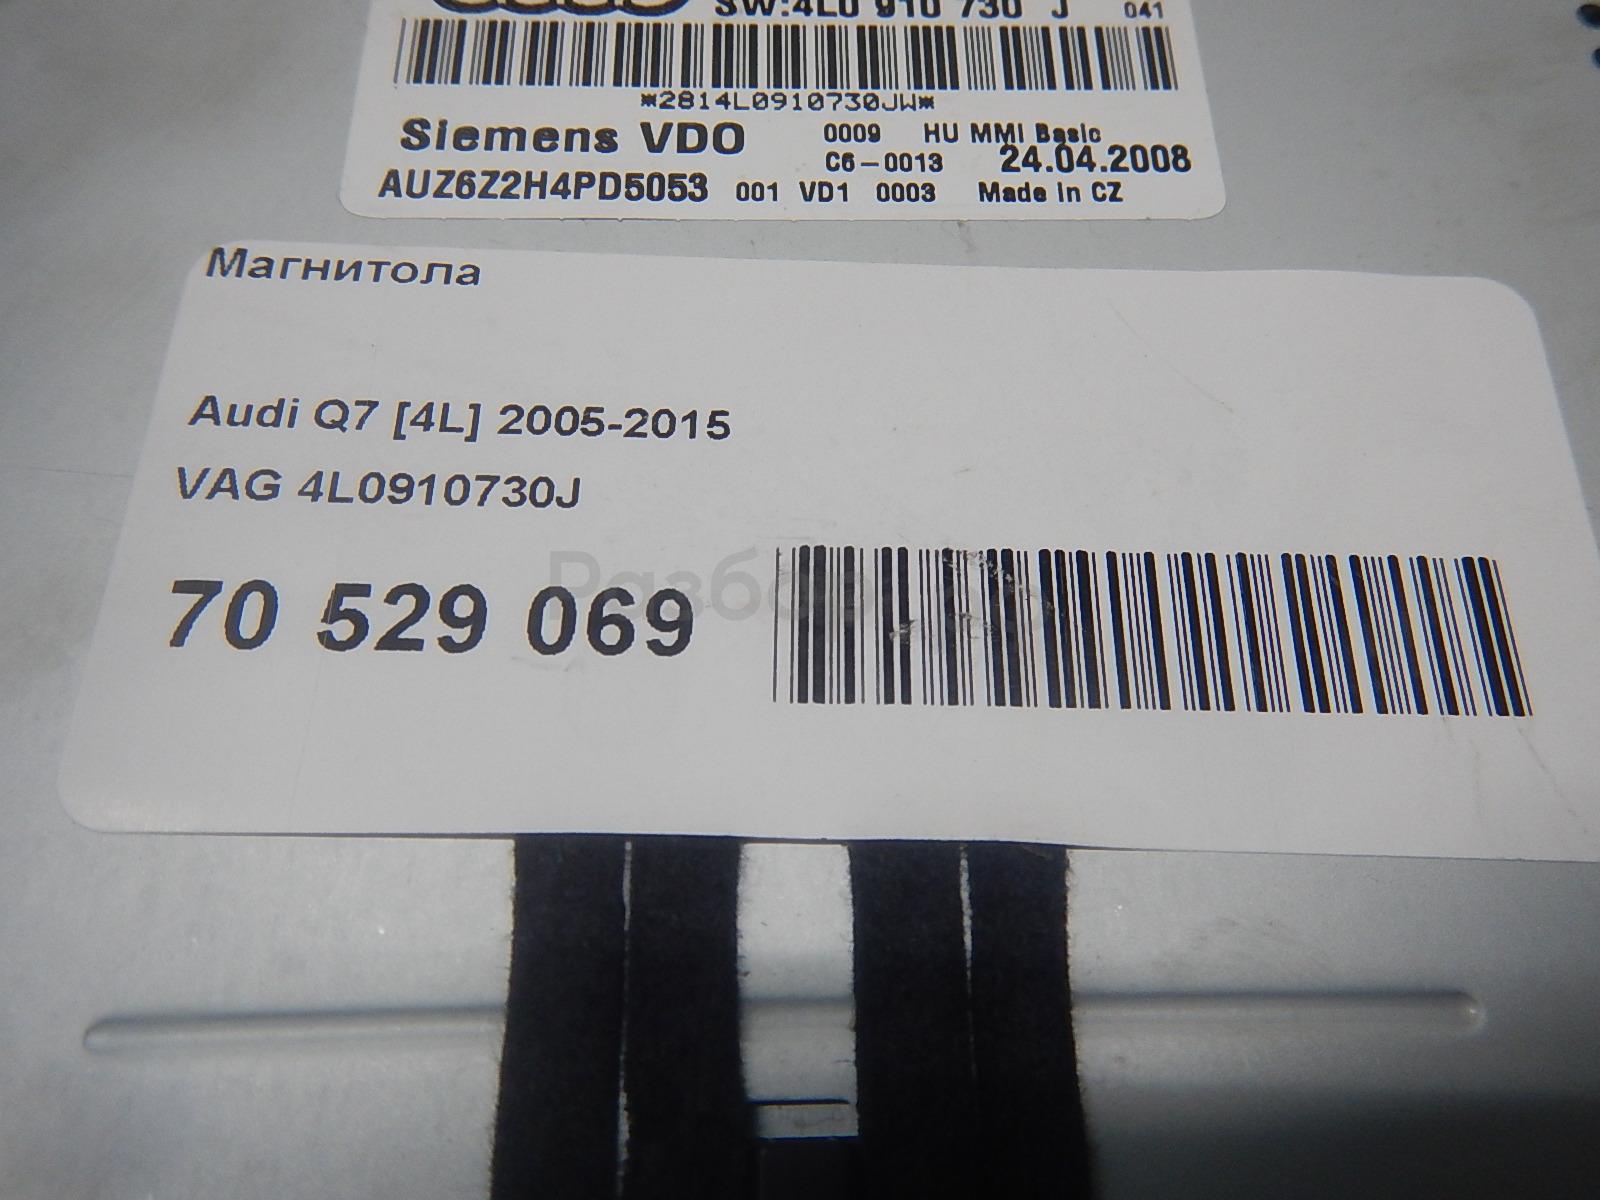 SW:4L0 910 730 J 041
*2814L0910730JW*
Siemens VDO 0009 HU MMI Basic
C6-0013 24.04.2008
AUZ6Z2H4PD5053 001 VD1 0003 Made in CZ
Магнитола
Audi Q7 [4L] 2005-2015
VAG 4L0910730J
70 529 069